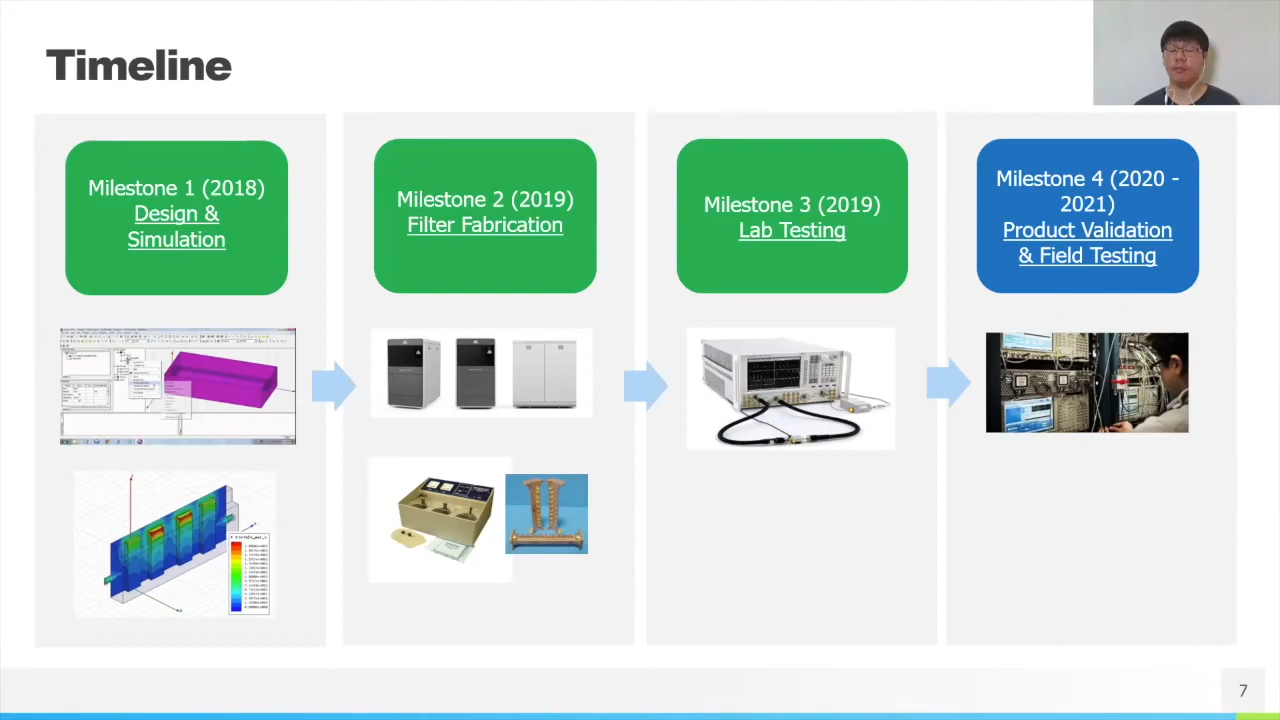 Timeline
Milestone 1 (2018)
Design &
Simulation
Milestone 2 (2019)
Filter Fabrication
Milestone 3 (2019)
Lab Testing
Milestone 4 (2020 -
2021)
Product Validation
& Field Testing
7